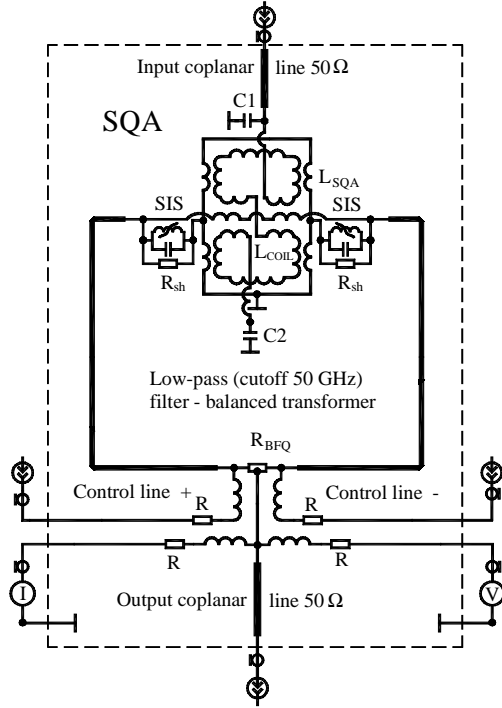 Input coplanar line 50 Ω
C1
SQA
L_SQA
SIS SIS
L_COIL
R_sh R_sh
C2
Low-pass (cutoff 50 GHz)
filter - balanced transformer
R_BFQ
Control line + R R Control line -
R R
I Output coplanar line 50 Ω V